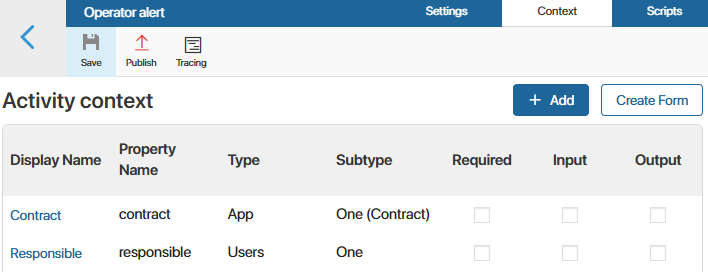 Operator alert Settings Context Scripts
Save Publish Tracing
Activity context + Add Create Form
Display Name Property Name Type Subtype Required Input Output
Contract contract App One (Contract)
Responsible responsible Users One